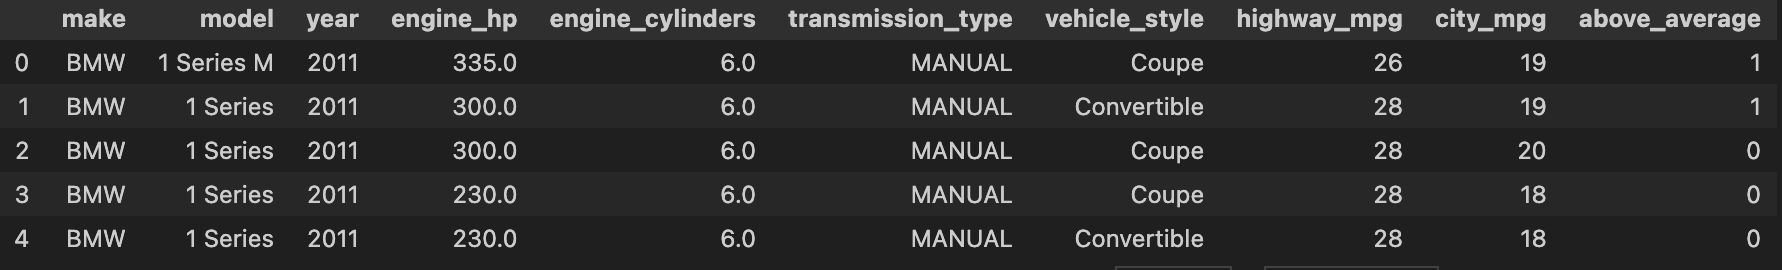 make model year engine_hp engine_cylinders transmission_type vehicle_style highway_mpg city_mpg above_average
0 BMW 1 Series M 2011 335.0 6.0 MANUAL Coupe 26 19 1
1 BMW 1 Series 2011 300.0 6.0 MANUAL Convertible 28 19 1
2 BMW 1 Series 2011 300.0 6.0 MANUAL Coupe 28 20 0
3 BMW 1 Series 2011 230.0 6.0 MANUAL Coupe 28 18 0
4 BMW 1 Series 2011 230.0 6.0 MANUAL Convertible 28 18 0